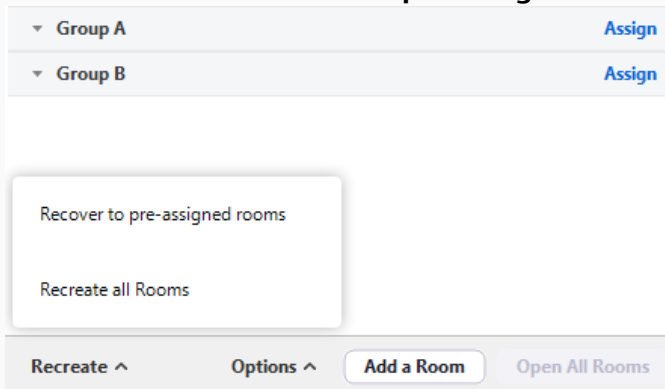 Group A Assign
Group B Assign
Recover to pre-assigned rooms
Recreate all Rooms
Recreate Options Add a Room Open All Rooms